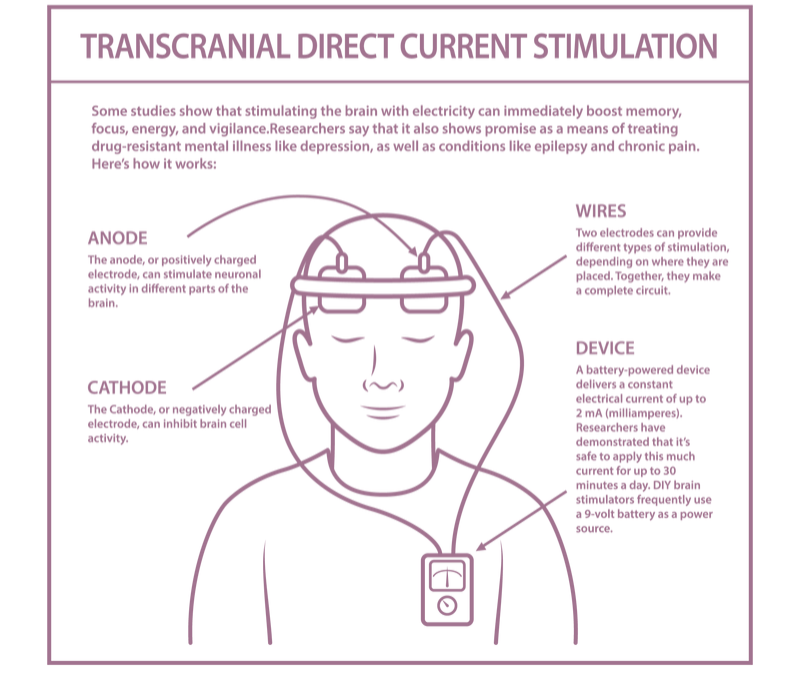 TRANSCRANIAL DIRECT CURRENT STIMULATION
Some studies show that stimulating the brain with electricity can immediately boost memory,
focus, energy, and vigilance.Researchers say that it also shows promise as a means of treating
drug-resistant mental illness like depression, as well as conditions like epilepsy and chronic pain.
Here's how it works:
ANODE
The anode, or positively charged
electrode, can stimulate neuronal
activity in different parts of the
brain.
CATHODE
The Cathode, or negatively charged
electrode, can inhibit brain cell
activity.
WIRES
Two electrodes can provide
different types of stimulation,
depending on where they are
placed. Together, they make
a complete circuit.
DEVICE
A battery-powered device
delivers a constant
electrical current of up to
2 mA (milliamperes).
Researchers have
demonstrated that it's
safe to apply this much
current for up to 30
minutes a day. DIY brain
stimulators frequently use
a 9-volt battery as a power
source.